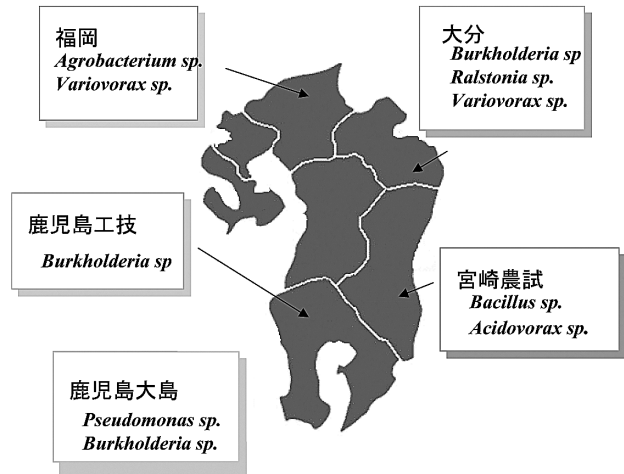 福岡
Agrobacterium sp.
Variovorax sp.
大分
Burkholderia sp
Ralstonia sp.
Variovorax sp.
鹿児島工技
Burkholderia sp
宮崎農試
Bacillus sp.
Acidovorax sp.
鹿児島大島
Pseudomonas sp.
Burkholderia sp.